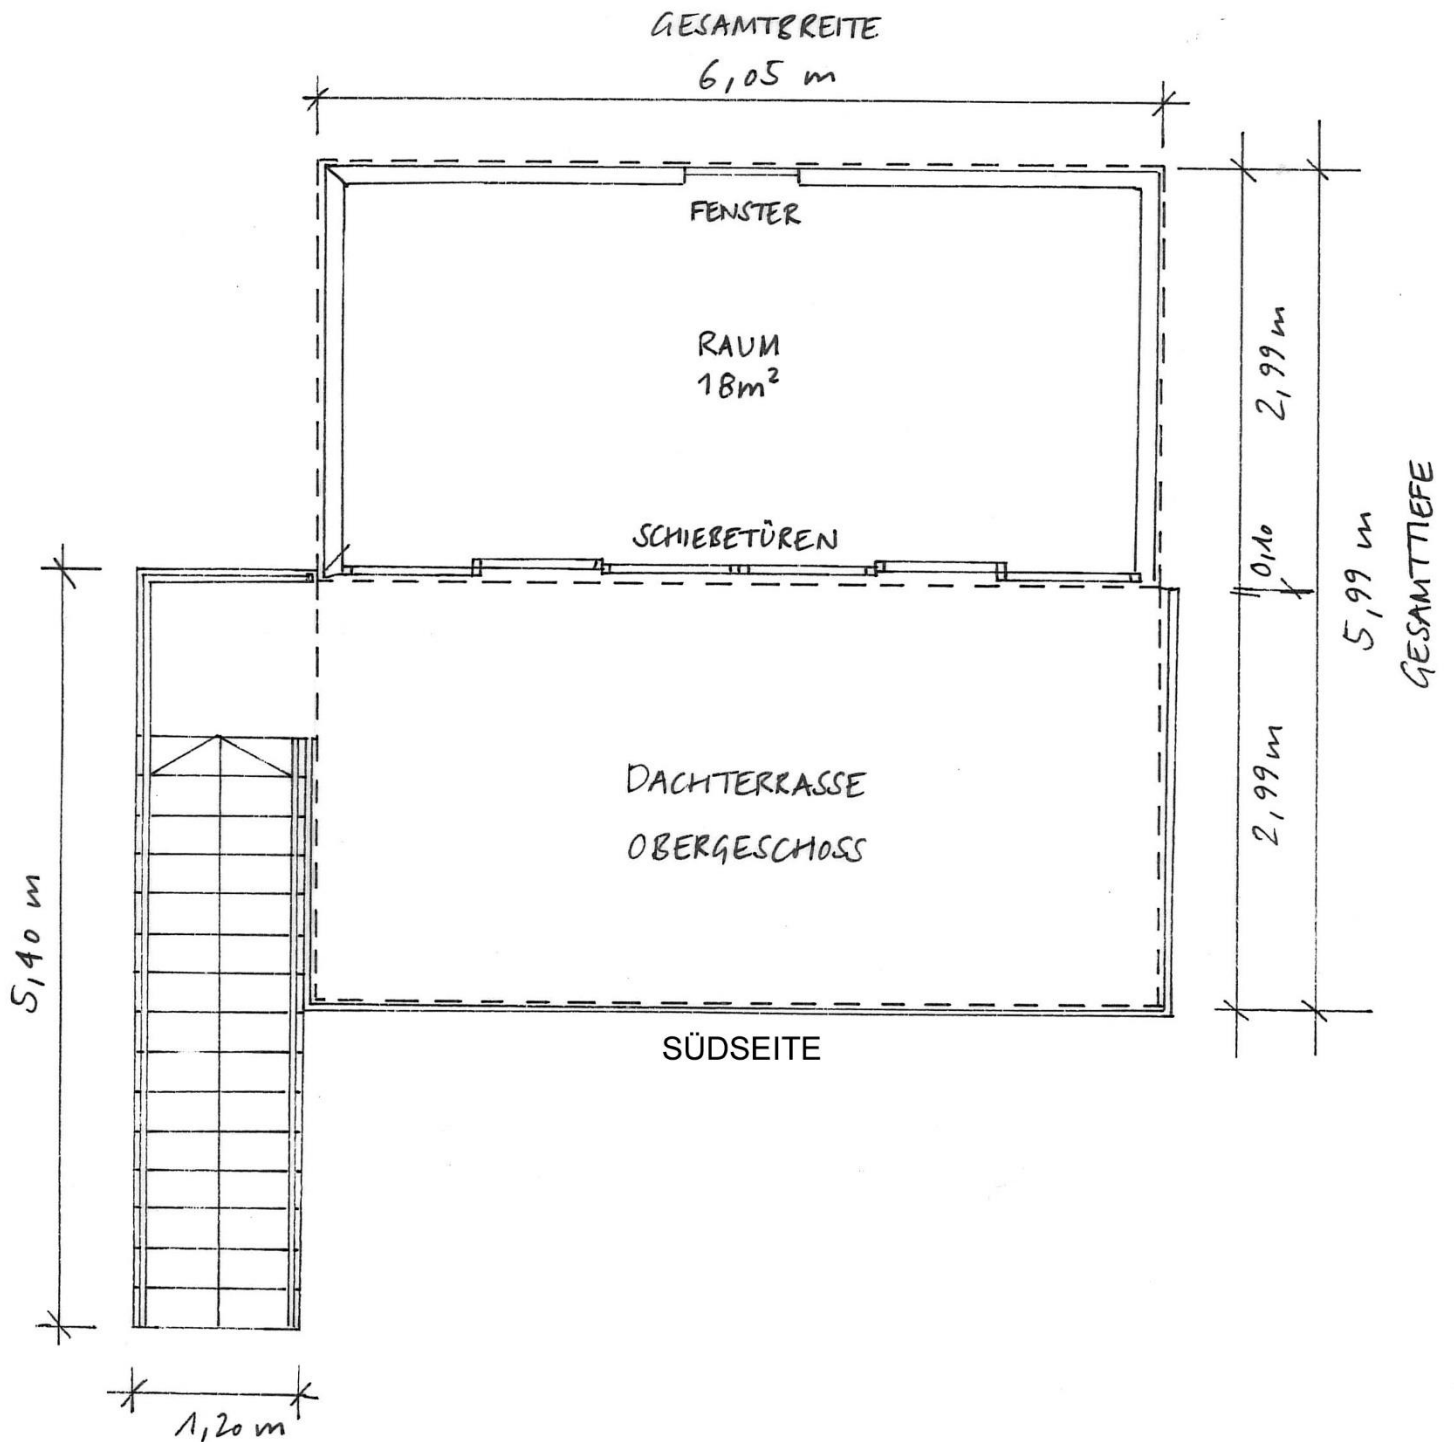 GESAMTBREITE
6,05 m
FENSTER
RAUM
18m²
SCHIEBETÜREN
2,99 m
0,10
5,99 m
GESAMTTIEFE
2,99 m
DACHTERRASSE
OBERGESCHOSS
SÜDSEITE
5,40 m
1,20 m